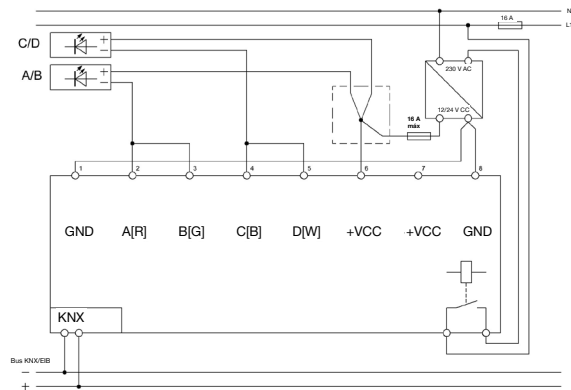 N
16 A
L1
C/D
A/B
230 V AC
12/24 V CC
16 A
máx
1 2 3 4 5 6 7 8
GND A[R] B[G] C[B] D[W] +VCC +VCC GND
KNX
Bus KNX/EIB